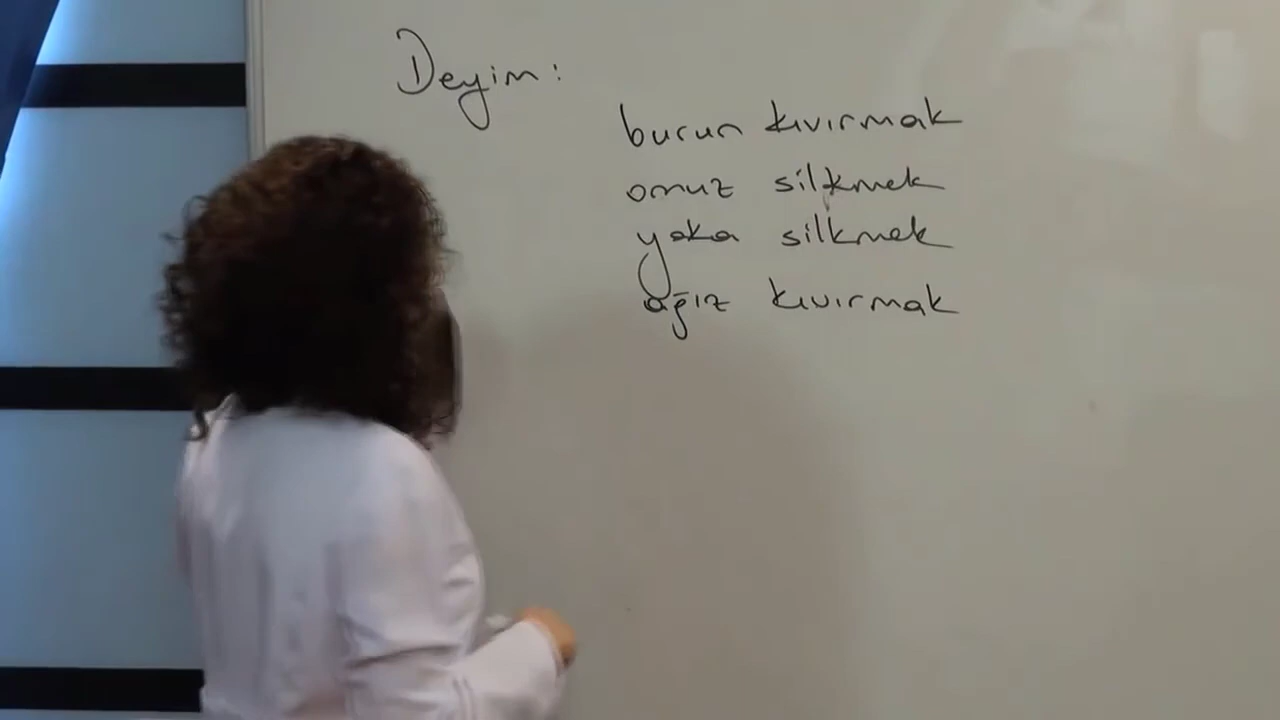 Deyim:
burun kıvırmak
omuz silkmek
yaka silkmek
ağız kıvırmak